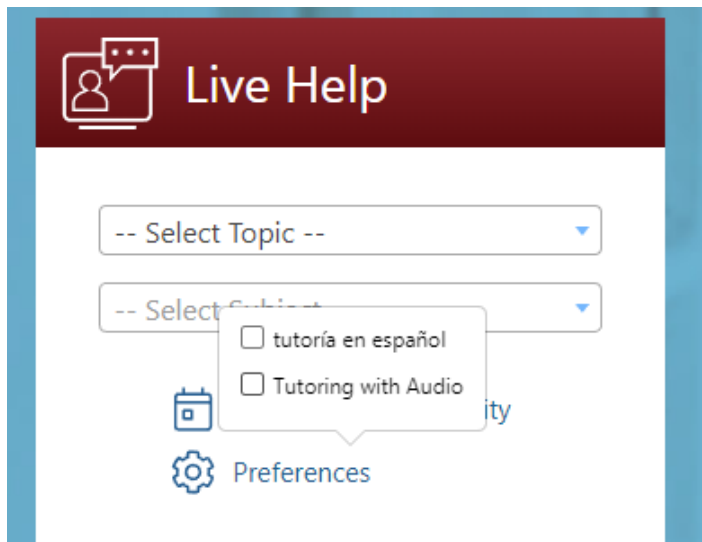 Live Help
-- Select Topic --
-- Select
tutoría en español
Tutoring with Audio
ity
Preferences